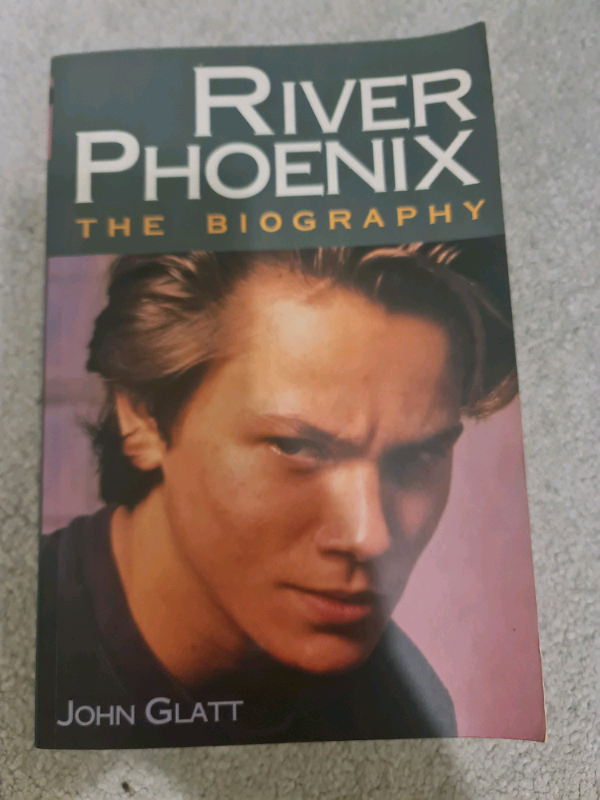 RIVER
PHOENIX
THE BIOGRAPHY
JOHN GLATT